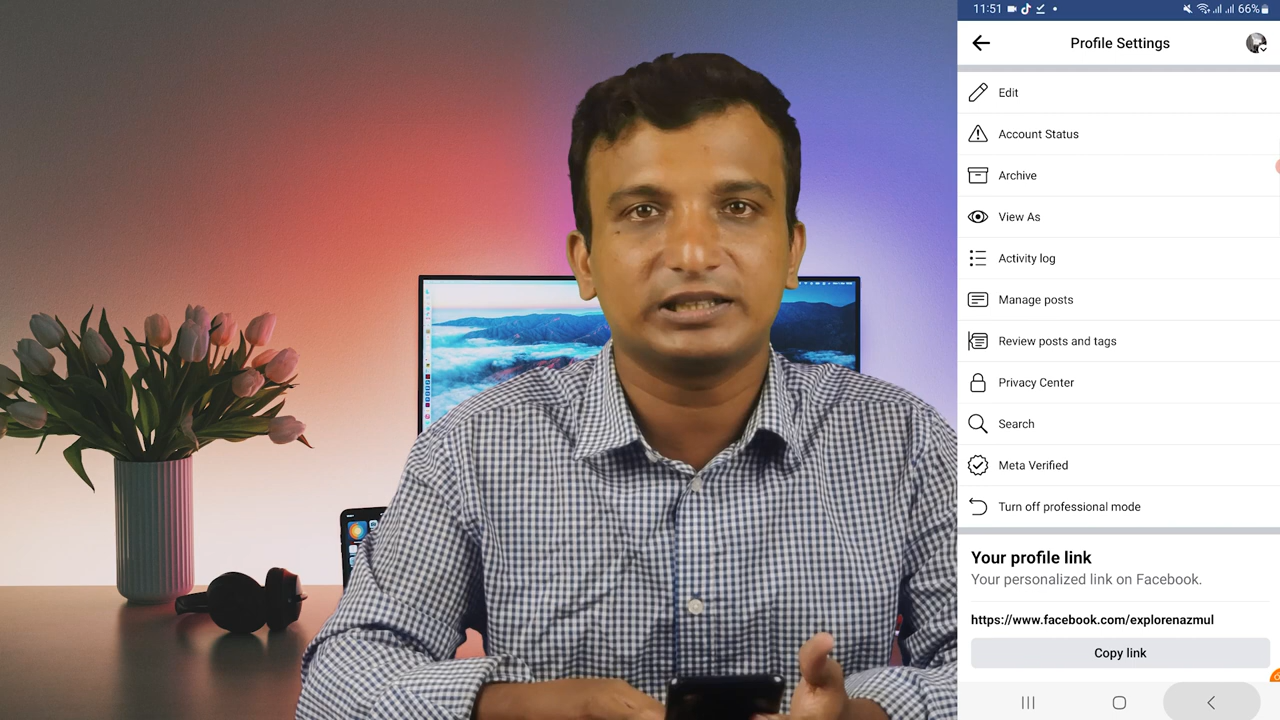 11:51
66%
Profile Settings
Edit
Account Status
Archive
View As
Activity log
Manage posts
Review posts and tags
Privacy Center
Search
Meta Verified
Turn off professional mode
Your profile link
Your personalized link on Facebook.
https://www.facebook.com/explorenazmul
Copy link